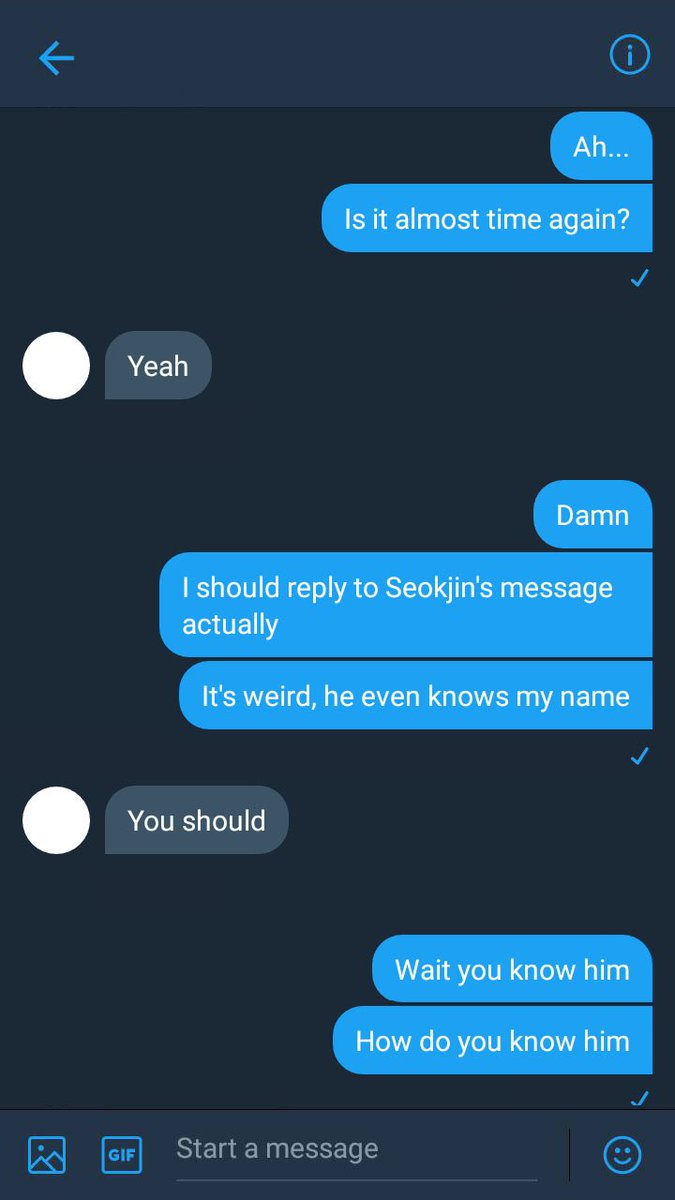 Ah...
Is it almost time again?
Yeah
Damn
I should reply to Seokjin's message
actually
It's weird, he even knows my name
You should
Wait you know him
How do you know him
GIF
Start a message